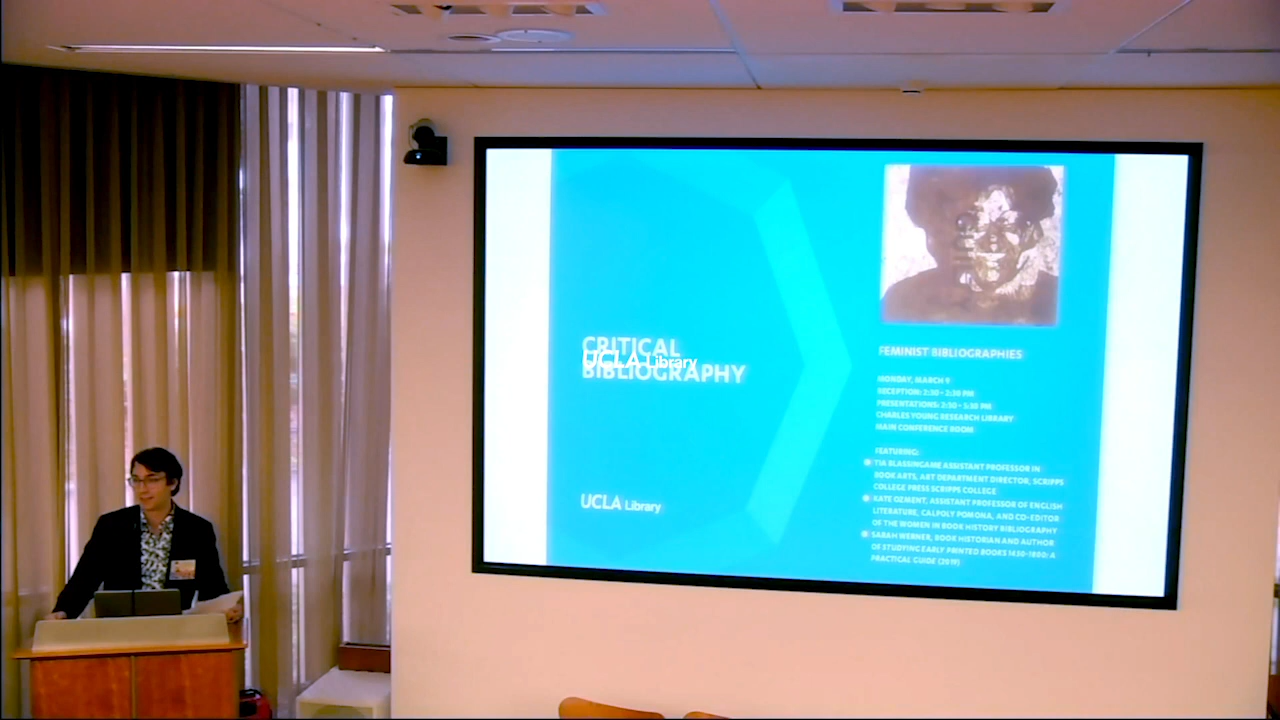 CRITICAL
UCLA Library
BIBLIOGRAPHY
UCLA Library
FEMINIST BIBLIOGRAPHIES
MONDAY, MARCH 9
RECEPTION: 2:30 - 2:30 PM
PRESENTATIONS: 2:30 - 5:30 PM
CHARLES YOUNG RESEARCH LIBRARY
MAIN CONFERENCE ROOM
FEATURING:
TIA BLASSINGAME ASSISTANT PROFESSOR IN
BOOK ARTS, ART DEPARTMENT DIRECTOR, SCRIPPS
COLLEGE PRESS SCRIPPS COLLEGE
KATE OZMENT, ASSISTANT PROFESSOR OF ENGLISH
LITERATURE, CALPOLY POMONA, AND CO-EDITOR
OF THE WOMEN IN BOOK HISTORY BIBLIOGRAPHY
SARAH WERNER, BOOK HISTORIAN AND AUTHOR
OF STUDYING EARLY PRINTED BOOKS 1450-1800: A
PRACTICAL GUIDE (2019)